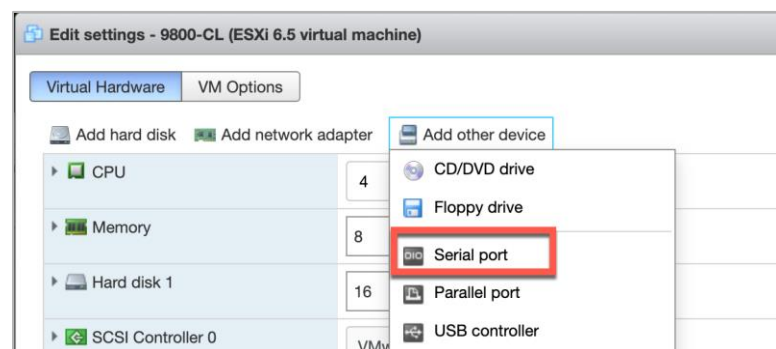 Edit settings - 9800-CL (ESXi 6.5 virtual machine)
Virtual Hardware VM Options
Add hard disk Add network adapter Add other device
CPU 4 CD/DVD drive
Floppy drive
Memory 8
Serial port
Hard disk 1 16 Parallel port
USB controller
SCSI Controller 0